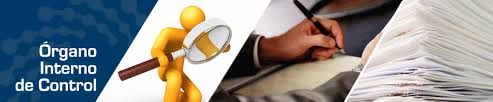 Órgano
Interno
de Control